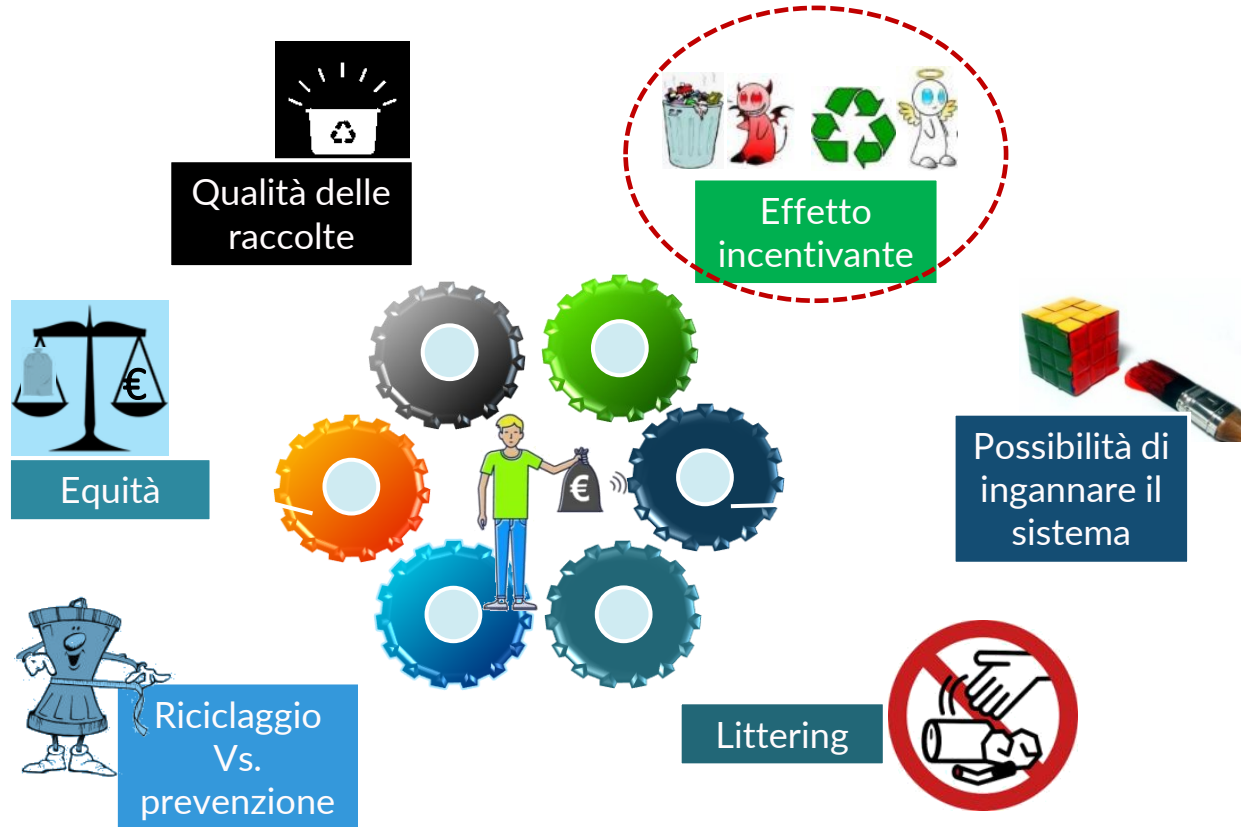 Qualità delle
raccolte
Effetto
incentivante
€
Equità
Possibilità di
ingannare il
sistema
€
Riciclaggio
Vs.
prevenzione
Littering